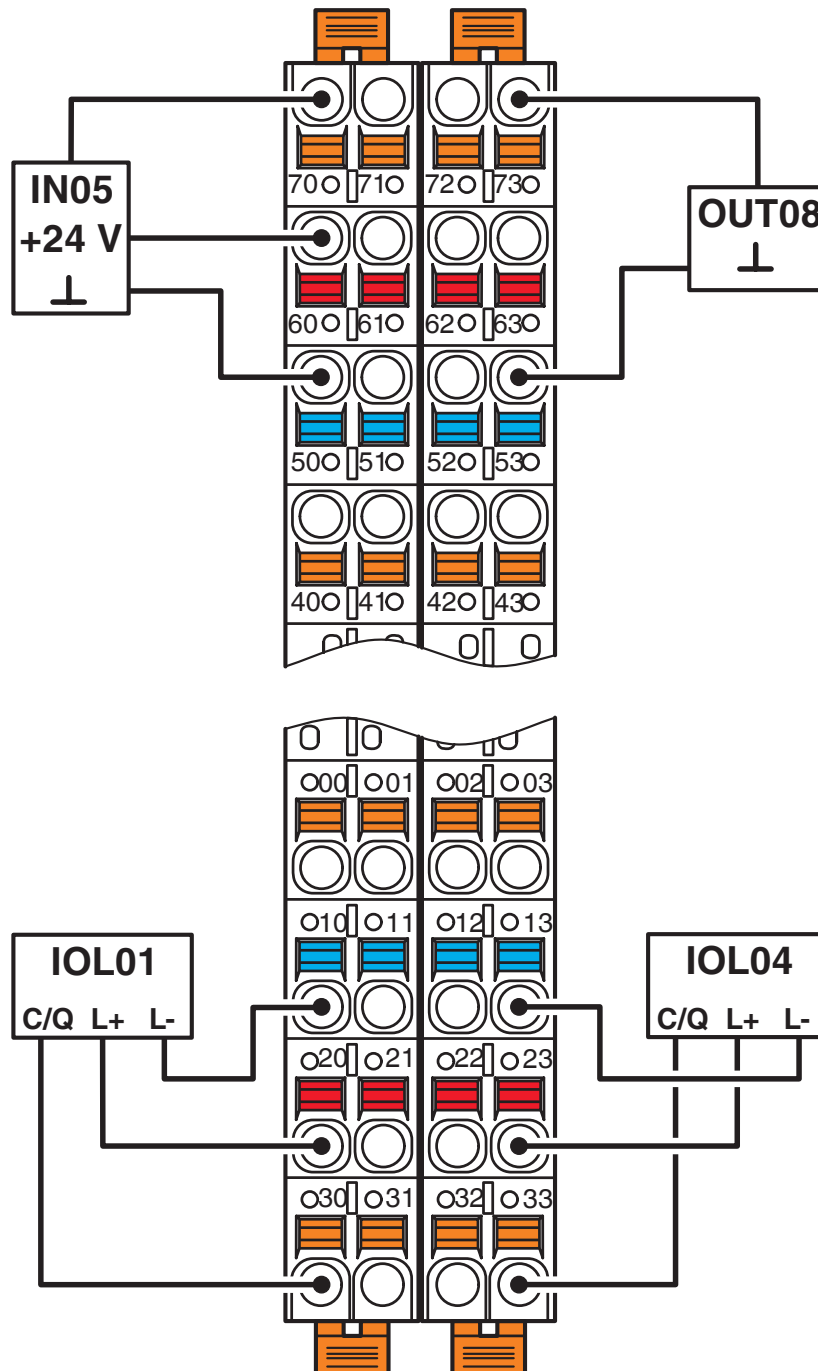 IN05
+24 V
OUT08
70 71 72 73
60 61 62 63
50 51 52 53
40 41 42 43
00 01 02 03
10 11 12 13
IOL01
C/Q L+ L-
IOL04
C/Q L+ L-
20 21 22 23
30 31 32 33